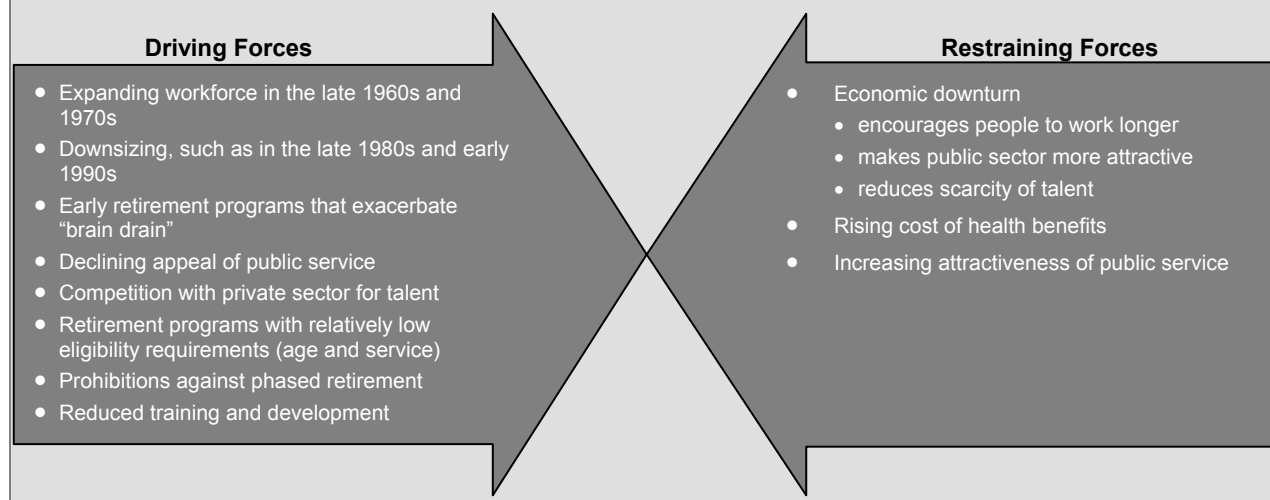 Driving Forces
• Expanding workforce in the late 1960s and
1970s
• Downsizing, such as in the late 1980s and early
1990s
• Early retirement programs that exacerbate
“brain drain”
• Declining appeal of public service
• Competition with private sector for talent
• Retirement programs with relatively low
eligibility requirements (age and service)
• Prohibitions against phased retirement
• Reduced training and development
Restraining Forces
• Economic downturn
• encourages people to work longer
• makes public sector more attractive
• reduces scarcity of talent
• Rising cost of health benefits
• Increasing attractiveness of public service